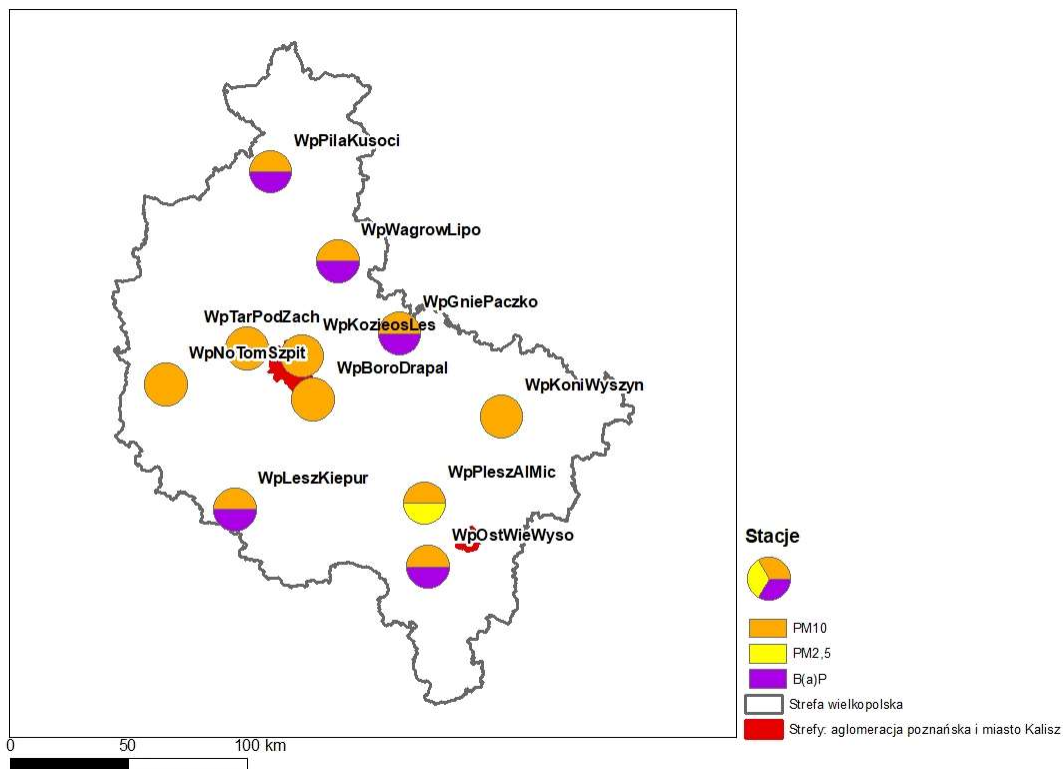 WpPilaKusoci
WpWagrowLipo
WpGniePaczko
WpTarPodZach
WpKozieosLes
WpNoTomSzpit
WpBoroDrapal
WpKoniWyszyn
WpPleszAlMic
WpLeszKiepur
WpOstWieWyso
Stacje
PM10
PM2,5
B(a)P
Strefa wielkopolska
Strefy: aglomeracja poznańska i miasto Kalisz
0 50 100 km